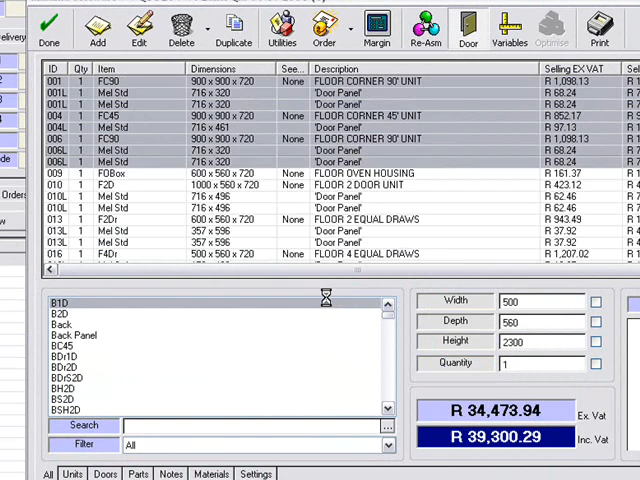 Done Add Edit Delete Duplicate Utilities Order Margin Re-Asm Door Variables Optimise Print
elivery
ode
Orders
ID Qty Item Dimensions See... Description Selling EX VAT Sel
001 1 FC90 900 x 900 x 720 None FLOOR CORNER 90' UNIT R 1,098.13
001L 1 Mel Std 716 x 320 'Door Panel' R 68.24
001L 1 Mel Std 716 x 320 'Door Panel' R 68.24
004 1 FC45 900 x 900 x 720 None FLOOR CORNER 45' UNIT R 852.17
004L 1 Mel Std 716 x 461 'Door Panel' R 97.13
006 1 FC90 900 x 900 x 720 None FLOOR CORNER 90' UNIT R 1,098.13
006L 1 Mel Std 716 x 320 'Door Panel' R 68.24
006L 1 Mel Std 716 x 320 'Door Panel' R 68.24
009 1 FOBox 600 x 560 x 720 None FLOOR OVEN HOUSING R 161.37
010 1 F2D 1000 x 560 x 720 None FLOOR 2 DOOR UNIT R 423.12
010L 1 Mel Std 716 x 496 'Door Panel' R 62.46
010L 1 Mel Std 716 x 496 'Door Panel' R 62.46
013 1 F2Dr 600 x 560 x 720 None FLOOR 2 EQUAL DRAWS R 943.49
013L 1 Mel Std 357 x 596 'Door Panel' R 37.92
013L 1 Mel Std 357 x 596 'Door Panel' R 37.92
016 1 F4Dr 500 x 560 x 720 None FLOOR 4 EQUAL DRAWS R 1,207.02
B1D
B2D
Back
Back Panel
BC45
BDr1D
BDr2D
BDrS2D
BH2D
BS2D
BSH2D
Search ...
Filter All
Width 500
Depth 560
Height 2300
Quantity 1
R 34,473.94 Ex. Vat
R 39,300.29 Inc. Vat
All Units Doors Parts Notes Materials Settings